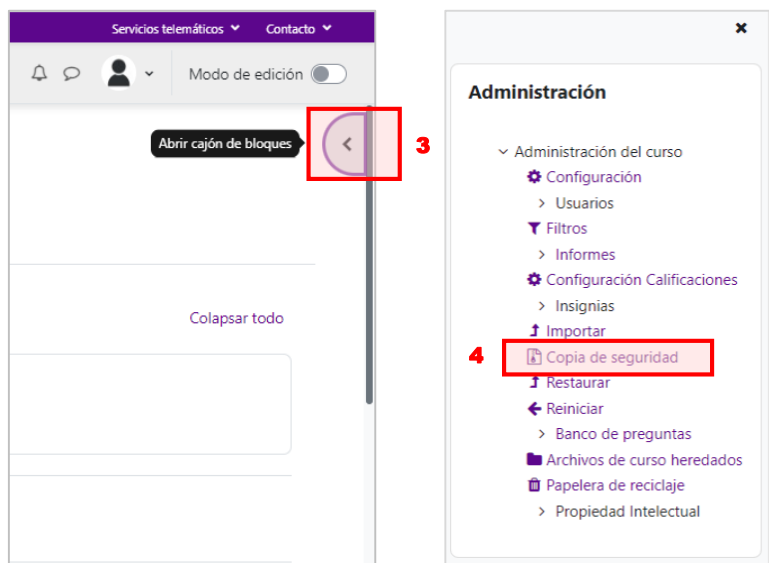 Servicios telemáticos Contacto
Modo de edición
Abrir cajón de bloques
3
Colapsar todo
Administración
Administración del curso
Configuración
Usuarios
Filtros
Informes
Configuración Calificaciones
Insignias
Importar
4
Copia de seguridad
Restaurar
Reiniciar
Banco de preguntas
Archivos de curso heredados
Papelera de reciclaje
Propiedad Intelectual